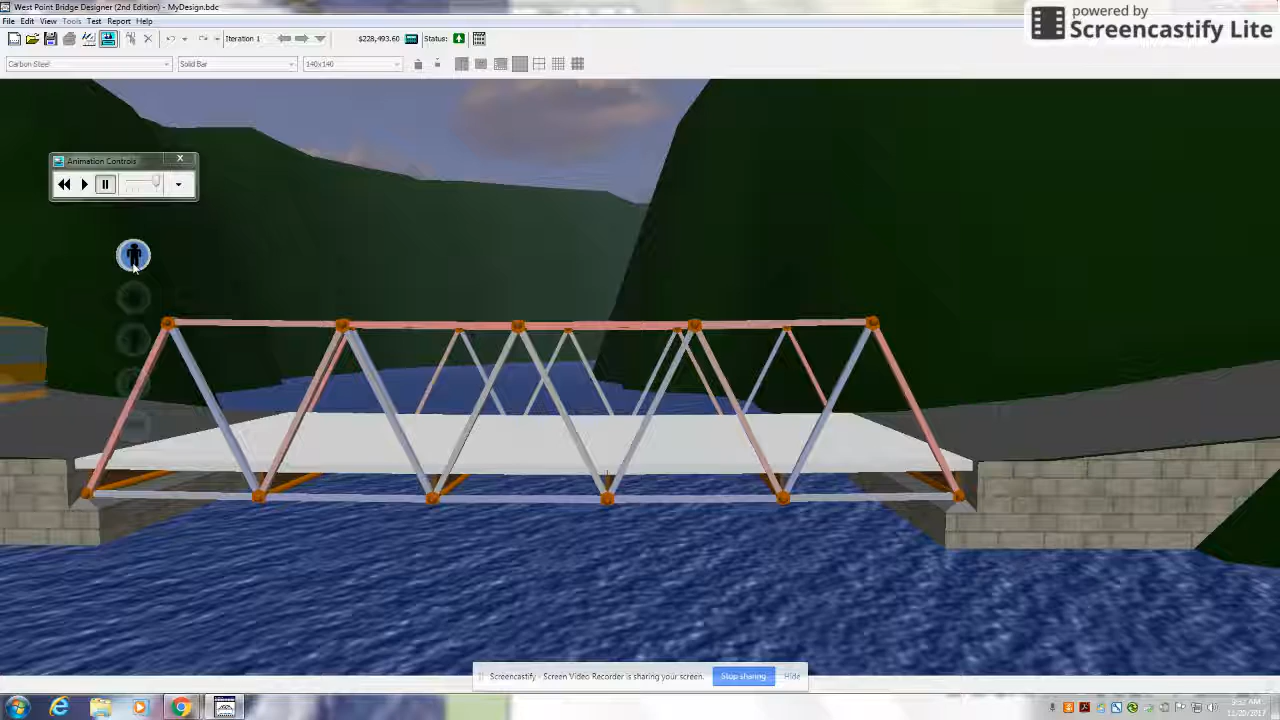 West Point Bridge Designer (2nd Edition) - MyDesign.bdc
powered by
Screencastify Lite
File Edit View Tools Test Report Help
Iteration 1
$228,493.60
Status:
Carbon Steel
Solid Bar
140x140
Animation Controls
Screencastify - Screen Video Recorder is sharing your screen.
Stop sharing
Hide